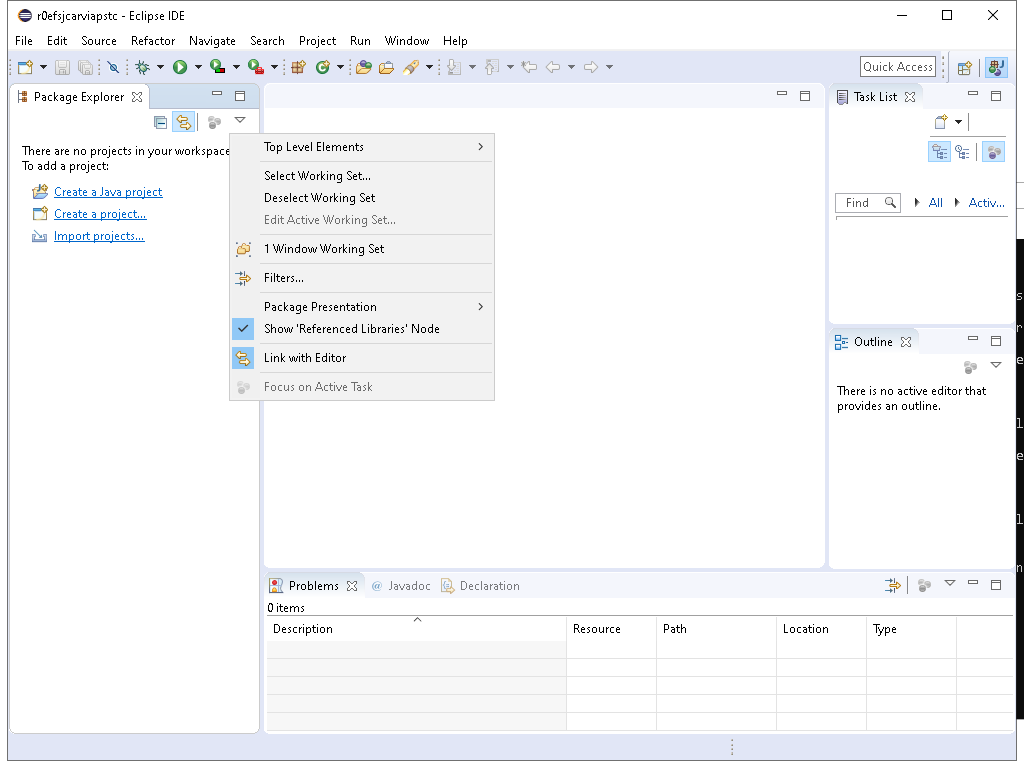 r0efsjcarviapstc - Eclipse IDE
File Edit Source Refactor Navigate Search Project Run Window Help
Quick Access
Package Explorer
There are no projects in your workspace
To add a project:
Create a Java project
Create a project...
Import projects...
Top Level Elements
Select Working Set...
Deselect Working Set
Edit Active Working Set...
1 Window Working Set
Filters...
Package Presentation
Show 'Referenced Libraries' Node
Link with Editor
Focus on Active Task
Task List
Find All Activ...
Outline
There is no active editor that
provides an outline.
Problems @ Javadoc Declaration
0 items
Description Resource Path Location Type